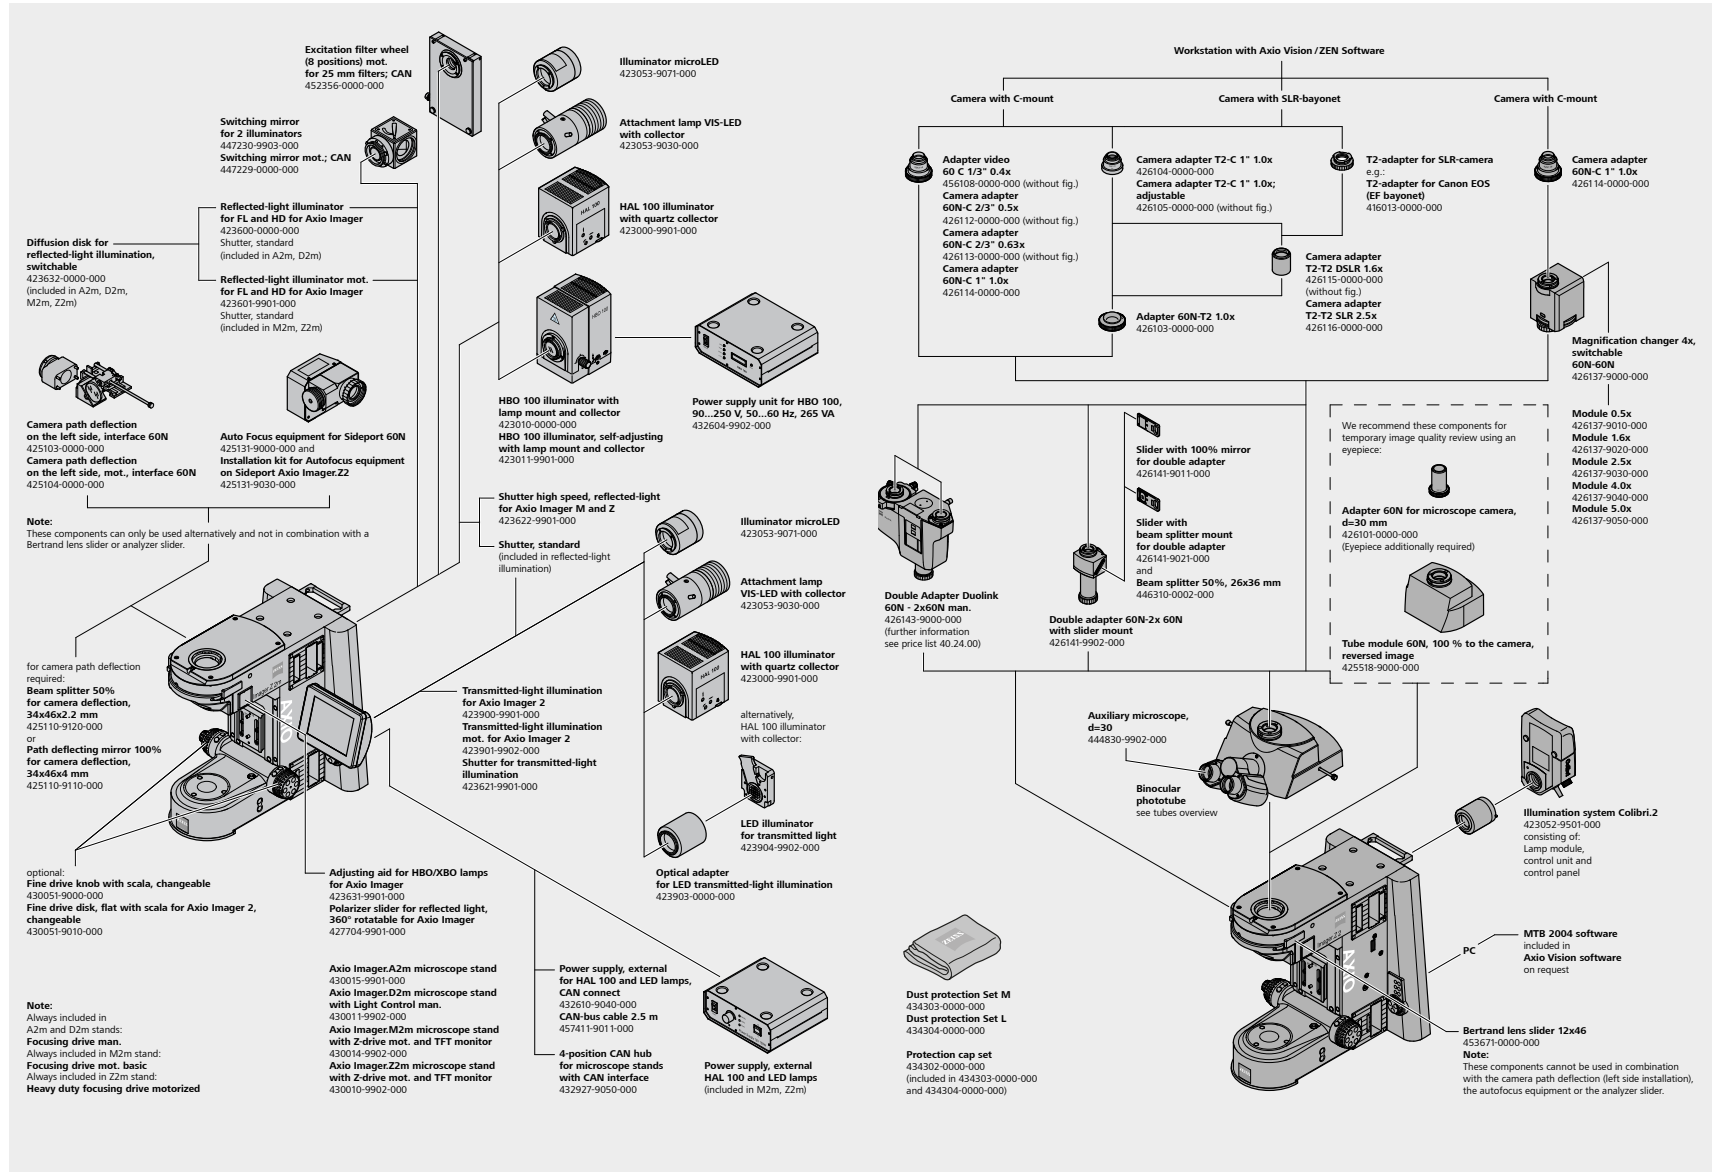 Excitation filter wheel
(8 positions) mot.
for 25 mm filters; CAN
452356-0000-000
Switching mirror
for 2 illuminators
447230-9903-000
Switching mirror mot.; CAN
447229-0000-000
Reflected-light illuminator
for FL and HD for Axio Imager
423600-0000-000
Shutter, standard
(included in A2m, D2m)
Diffusion disk for
reflected-light illumination,
switchable
423632-0000-000
(included in A2m, D2m,
M2m, Z2m)
Reflected-light illuminator mot.
for FL and HD for Axio Imager
423601-9901-000
Shutter, standard
(included in M2m, Z2m)
Illuminator microLED
423053-9071-000
Attachment lamp VIS-LED
with collector
423053-9030-000
HAL 100
HAL 100 illuminator
with quartz collector
423000-9901-000
HBO 100
HBO 100 illuminator with
lamp mount and collector
423010-0000-000
HBO 100 illuminator, self-adjusting
with lamp mount and collector
423011-9901-000
Power supply unit for HBO 100,
90...250 V, 50...60 Hz, 265 VA
432604-9902-000
Camera path deflection
on the left side, interface 60N
425103-0000-000
Camera path deflection
on the left side, mot., interface 60N
425104-0000-000
Auto Focus equipment for Sideport 60N
425131-9000-000 and
Installation kit for Autofocus equipment
on Sideport Axio Imager.Z2
425131-9030-000
Note:
These components can only be used alternatively and not in combination with a
Bertrand lens slider or analyzer slider.
Shutter high speed, reflected-light
for Axio Imager M and Z
423622-9901-000
Shutter, standard
(included in reflected-light
illumination)
Illuminator microLED
423053-9071-000
Attachment lamp
VIS-LED with collector
423053-9030-000
HAL 100
HAL 100 illuminator
with quartz collector
423000-9901-000
alternatively,
HAL 100 illuminator
with collector:
LED illuminator
for transmitted light
423904-9902-000
Optical adapter
for LED transmitted-light illumination
423903-0000-000
for camera path deflection
required:
Beam splitter 50%
for camera deflection,
34x46x2.2 mm
425110-9120-000
or
Path deflecting mirror 100%
for camera deflection,
34x46x4 mm
425110-9110-000
Imager.Z2m
AXIO
Transmitted-light illumination
for Axio Imager 2
423900-9901-000
Transmitted-light illumination
mot. for Axio Imager 2
423901-9902-000
Shutter for transmitted-light
illumination
423621-9901-000
optional:
Fine drive knob with scala, changeable
430051-9000-000
Fine drive disk, flat with scala for Axio Imager 2,
changeable
430051-9010-000
Adjusting aid for HBO/XBO lamps
for Axio Imager
423631-9901-000
Polarizer slider for reflected light,
360° rotatable for Axio Imager
427704-9901-000
Note:
Always included in
A2m and D2m stands:
Focusing drive man.
Always included in M2m stand:
Focusing drive mot. basic
Always included in Z2m stand:
Heavy duty focusing drive motorized
Axio Imager.A2m microscope stand
430015-9901-000
Axio Imager.D2m microscope stand
with Light Control man.
430011-9902-000
Axio Imager.M2m microscope stand
with Z-drive mot. and TFT monitor
430014-9902-000
Axio Imager.Z2m microscope stand
with Z-drive mot. and TFT monitor
430010-9902-000
Power supply, external
for HAL 100 and LED lamps,
CAN connect
432610-9040-000
CAN-bus cable 2.5 m
457411-9011-000
4-position CAN hub
for microscope stands
with CAN interface
432927-9050-000
Power supply, external
HAL 100 and LED lamps
(included in M2m, Z2m)
Workstation with Axio Vision / ZEN Software
Camera with C-mount
Camera with SLR-bayonet
Camera with C-mount
Adapter video
60 C 1/3" 0.4x
456108-0000-000 (without fig.)
Camera adapter
60N-C 2/3" 0.5x
426112-0000-000 (without fig.)
Camera adapter
60N-C 2/3" 0.63x
426113-0000-000 (without fig.)
Camera adapter
60N-C 1" 1.0x
426114-0000-000
Camera adapter T2-C 1" 1.0x
426104-0000-000
Camera adapter T2-C 1" 1.0x;
adjustable
426105-0000-000 (without fig.)
T2-adapter for SLR-camera
e.g.:
T2-adapter for Canon EOS
(EF bayonet)
416013-0000-000
Camera adapter
60N-C 1" 1.0x
426114-0000-000
Camera adapter
T2-T2 DSLR 1.6x
426115-0000-000
(without fig.)
Camera adapter
T2-T2 SLR 2.5x
426116-0000-000
Adapter 60N-T2 1.0x
426103-0000-000
Magnification changer 4x,
switchable
60N-60N
426137-9000-000
Module 0.5x
426137-9010-000
Module 1.6x
426137-9020-000
Module 2.5x
426137-9030-000
Module 4.0x
426137-9040-000
Module 5.0x
426137-9050-000
Slider with 100% mirror
for double adapter
426141-9011-000
Slider with
beam splitter mount
for double adapter
426141-9021-000
and
Beam splitter 50%, 26x36 mm
446310-0002-000
We recommend these components for
temporary image quality review using an
eyepiece:
Adapter 60N for microscope camera,
d=30 mm
426101-0000-000
(Eyepiece additionally required)
Tube module 60N, 100 % to the camera,
reversed image
425518-9000-000
Double Adapter Duolink
60N - 2x60N man.
426143-9000-000
(further information
see price list 40.24.00)
Double adapter 60N-2x 60N
with slider mount
426141-9902-000
Auxiliary microscope,
d=30
444830-9902-000
Binocular
phototube
see tubes overview
Illumination system Colibri.2
423052-9501-000
consisting of:
Lamp module,
control unit and
control panel
Imager.Z2
AXIO
PC
MTB 2004 software
included in
Axio Vision software
on request
ZEISS
Dust protection Set M
434303-0000-000
Dust protection Set L
434304-0000-000
Protection cap set
434302-0000-000
(included in 434303-0000-000
and 434304-0000-000)
Bertrand lens slider 12x46
453671-0000-000
Note:
These components cannot be used in combination
with the camera path deflection (left side installation),
the autofocus equipment or the analyzer slider.